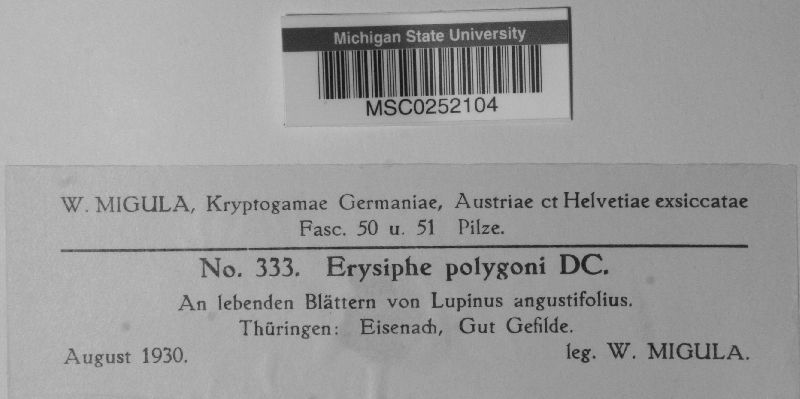 Michigan State University
MSC0252104
W. MIGULA, Kryptogamae Germaniae, Austriae et Helvetiae exsiccatae
Fasc. 50 u. 51 Pilze.
No. 333. Erysiphe polygoni DC.
An lebenden Blättern von Lupinus angustifolius.
Thüringen: Eisenach, Gut Gefilde.
August 1930.
leg. W. MIGULA.